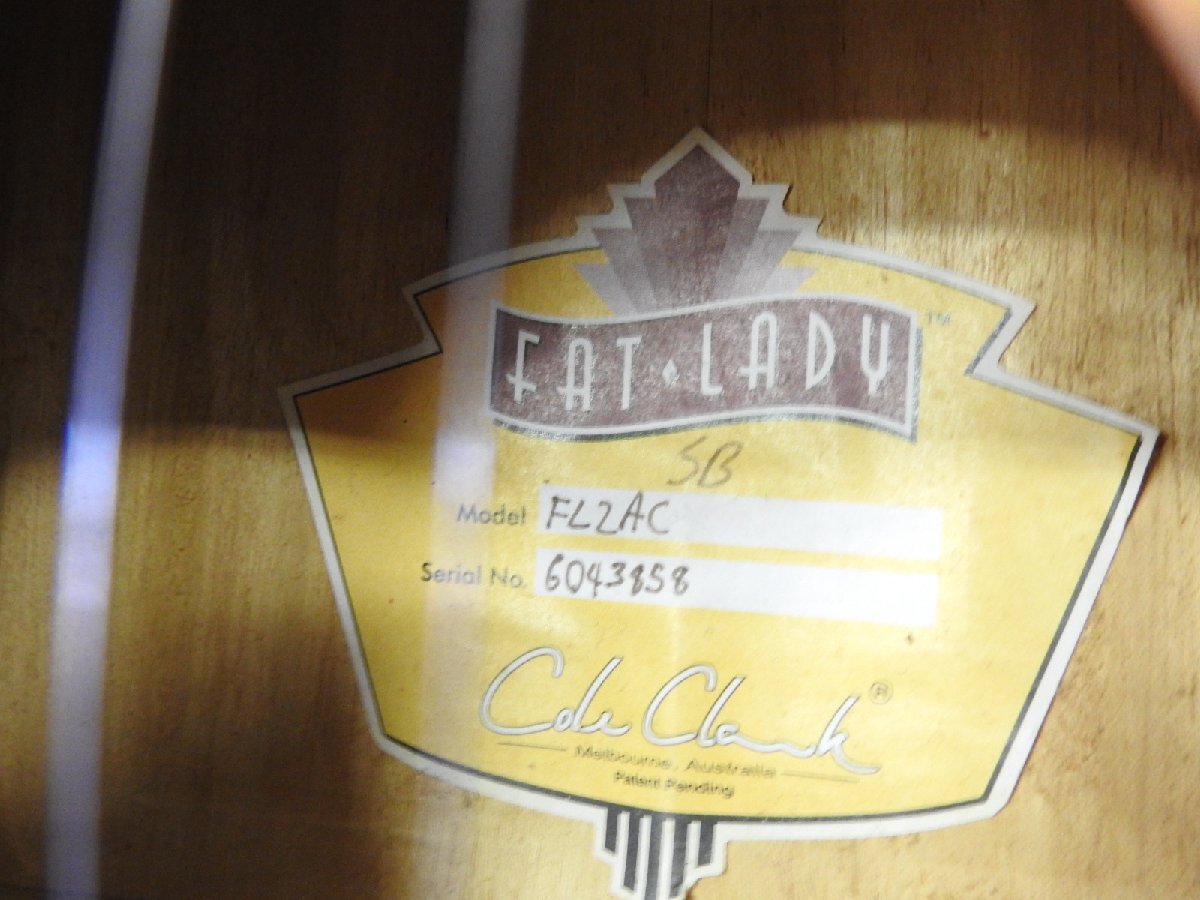 FAT LADY™
SB
Model FL2AC
Serial No. 6043858
Cole Clark®
Melbourne, Australia
Patent Pending